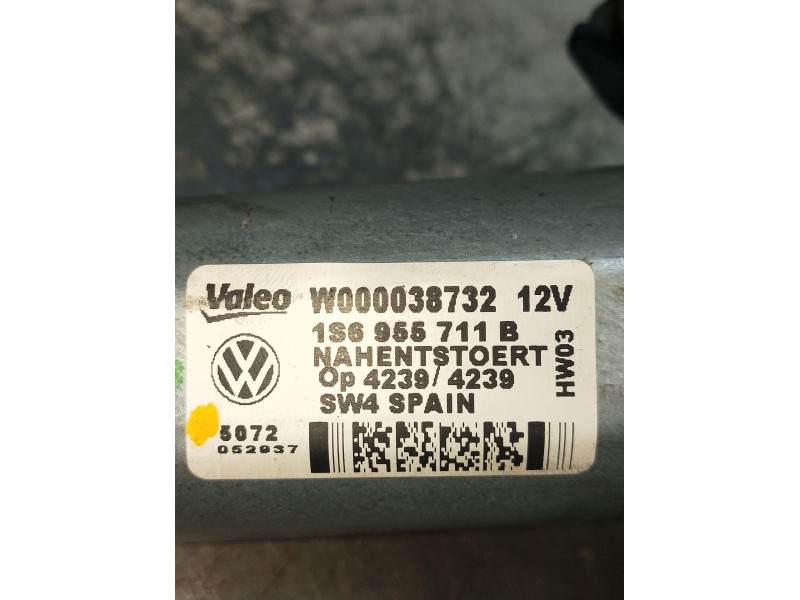 Valeo W000038732 12V
1S6 955 711 B
NAHENTSTOERT
Op 4239/4239
SW4 SPAIN
HW03
5072
052937